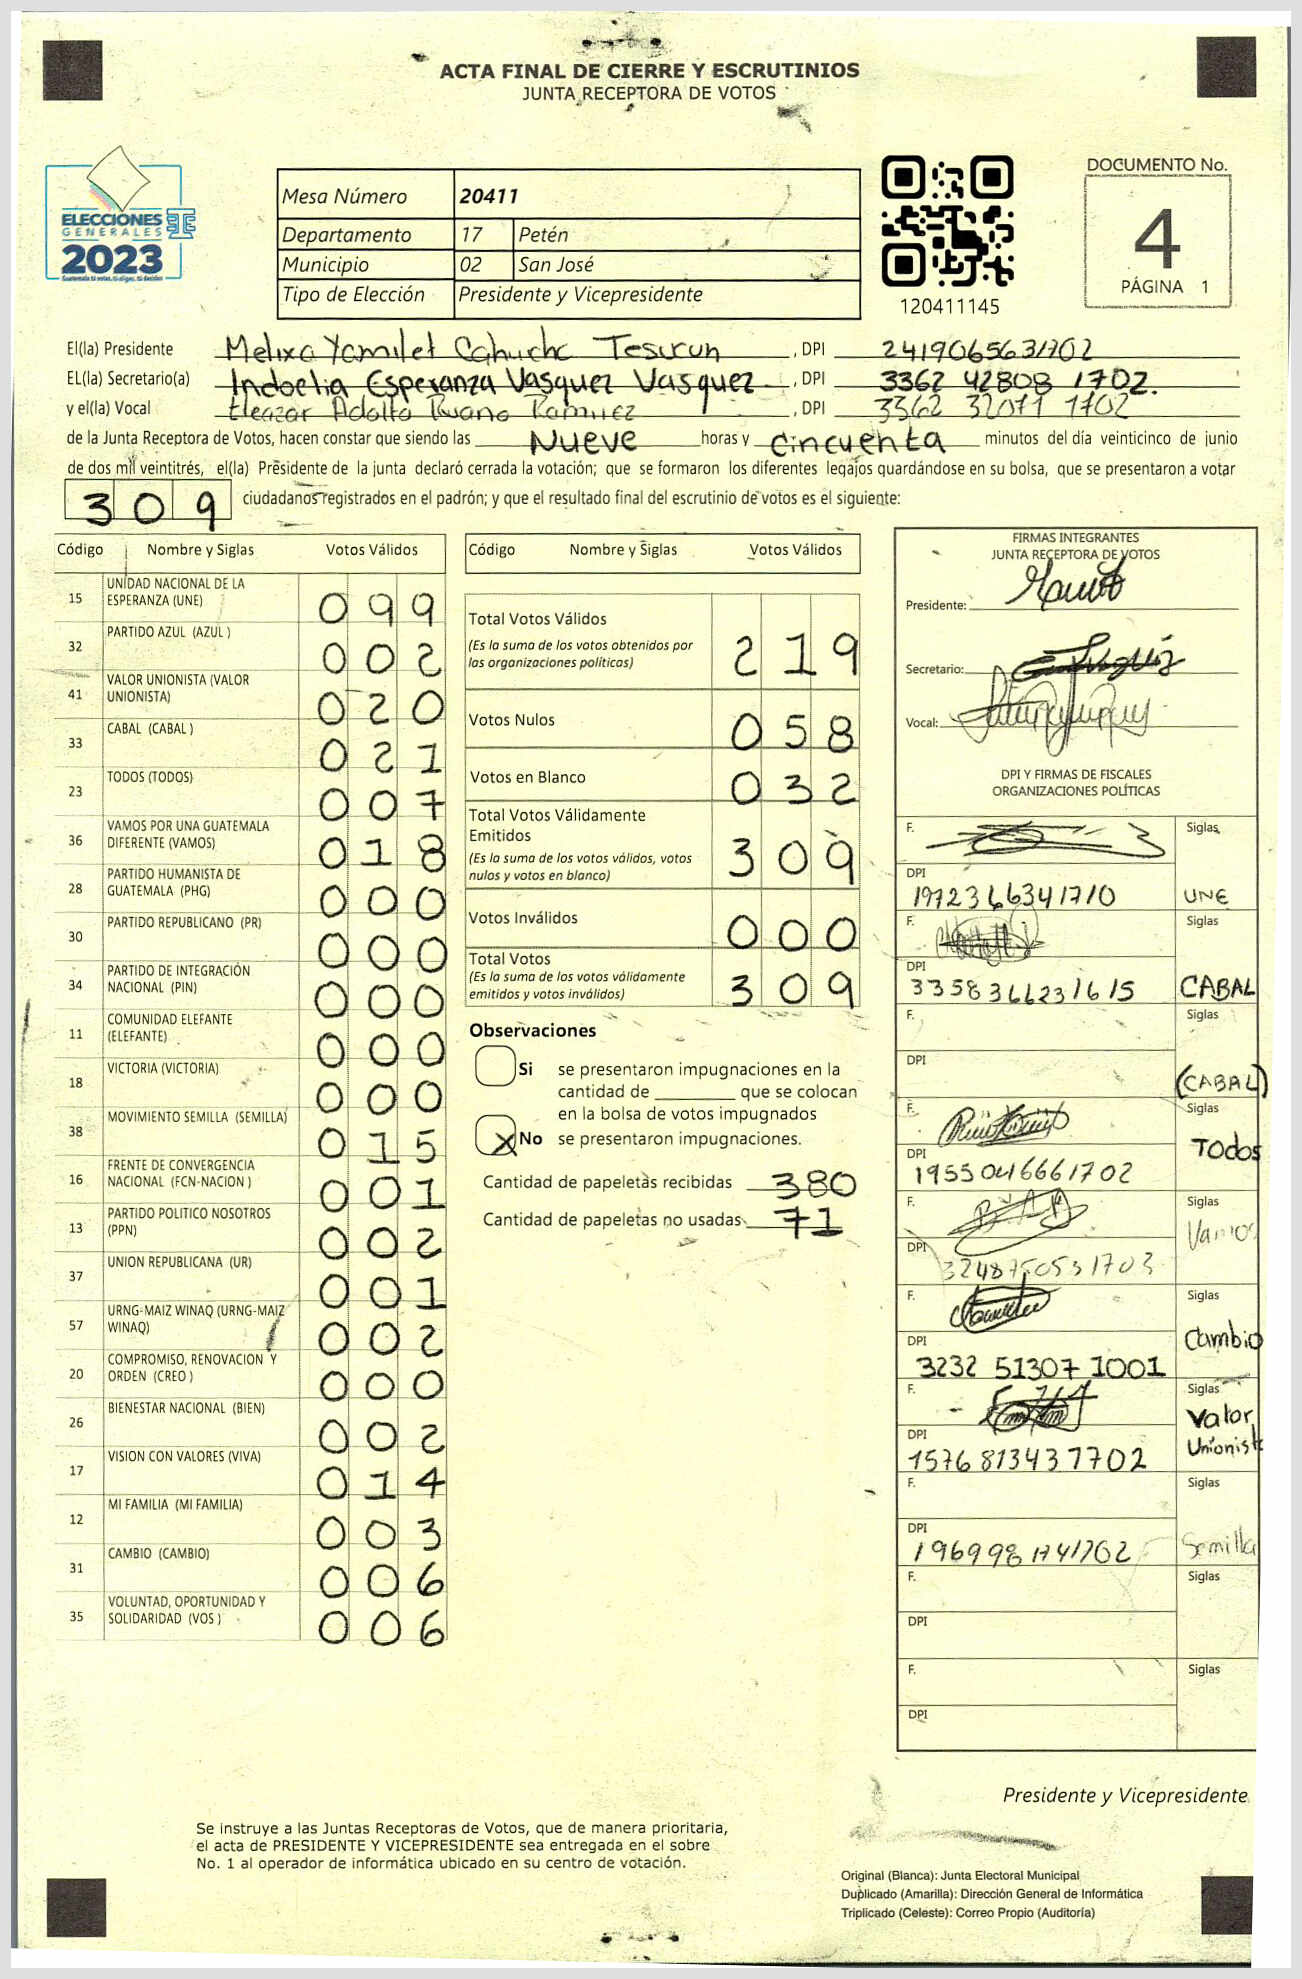 ACTA FINAL DE CIERRE Y ESCRUTINIOS
JUNTA RECEPTORA DE VOTOS
ELECCIONES
GENERALES
2023
Mesa Número 20411
Departamento 17 Petén
Municipio 02 San José
Tipo de Elección Presidente y Vicepresidente
120411145
DOCUMENTO No.
4
PÁGINA 1
El(la) Presidente Melixa Yamilet , DPI 2419065631702
EL(la) Secretario(a) Indoelia Esperanza Vasquez Vasquez , DPI 3362 42808 1702.
y el(la) Vocal Eleazar Adolfo Ruano Ramirez , DPI 3362 32071 1702
de la Junta Receptora de Votos, hacen constar que siendo las Nueve horas y cincuenta minutos del día veinticinco de junio
de dos mil veintitrés, el(la) Présidente de la junta declaró cerrada la votación; que se formaron los diferentes legajos quardándose en su bolsa, que se presentaron a votar
309 ciudadanos registrados en el padrón; y que el resultado final del escrutinio de votos es el siguiente:
Código Nombre y Siglas Votos Válidos
15 UNIDAD NACIONAL DE LA ESPERANZA (UNE) 099
32 PARTIDO AZUL (AZUL ) 002
41 VALOR UNIONISTA (VALOR UNIONISTA) 020
33 CABAL (CABAL ) 021
23 TODOS (TODOS) 007
36 VAMOS POR UNA GUATEMALA DIFERENTE (VAMOS) 018
28 PARTIDO HUMANISTA DE GUATEMALA (PHG) 000
30 PARTIDO REPUBLICANO (PR) 000
34 PARTIDO DE INTEGRACIÓN NACIONAL (PIN) 000
11 COMUNIDAD ELEFANTE (ELEFANTE) 000
18 VICTORIA (VICTORIA) 000
38 MOVIMIENTO SEMILLA (SEMILLA) 015
16 FRENTE DE CONVERGENCIA NACIONAL (FCN-NACION ) 001
13 PARTIDO POLITICO NOSOTROS (PPN) 002
37 UNION REPUBLICANA (UR) 001
57 URNG-MAIZ WINAQ (URNG-MAIZ WINAQ) 002
20 COMPROMISO, RENOVACION Y ORDEN (CREO ) 000
26 BIENESTAR NACIONAL (BIEN) 002
17 VISION CON VALORES (VIVA) 014
12 MI FAMILIA (MI FAMILIA) 003
31 CAMBIO (CAMBIO) 006
35 VOLUNTAD, OPORTUNIDAD Y SOLIDARIDAD (VOS ) 006
Código Nombre y Siglas Votos Válidos
Total Votos Válidos 219
(Es la suma de los votos obtenidos por
las organizaciones políticas)
Votos Nulos 058
Votos en Blanco 032
Total Votos Válidamente
Emitidos 309
(Es la suma de los votos válidos, votos
nulos y votos en blanco)
Votos Inválidos 000
Total Votos 309
(Es la suma de los votos válidamente
emitidos y votos inválidos)
Observaciones
Si se presentaron impugnaciones en la
cantidad de ________ que se colocan
en la bolsa de votos impugnados
X No se presentaron impugnaciones.
Cantidad de papeletas recibidas 380
Cantidad de papeletas no usadas 71
FIRMAS INTEGRANTES
JUNTA RECEPTORA DE VOTOS
Presidente:
Secretario:
Vocal:
DPI Y FIRMAS DE FISCALES
ORGANIZACIONES POLÍTICAS
F. Siglas
DPI 1972366341710 UNE
F. Siglas
DPI 3358366231615 CABAL
F. Siglas
DPI (CABAL)
F. Siglas
DPI 1955046661702 TODOS
F. Siglas
DPI 3248750531703 Vamos
F. Siglas
DPI 3232 51307 1001 Cambio
F. Siglas
DPI 1576813437702 Valor Unionist
F. Siglas
DPI Semilla
F. Siglas
DPI
F. Siglas
DPI
Presidente y Vicepresidente
Se instruye a las Juntas Receptoras de Votos, que de manera prioritaria,
el acta de PRESIDENTE Y VICEPRESIDENTE sea entregada en el sobre
No. 1 al operador de informática ubicado en su centro de votación.
Original (Blanca): Junta Electoral Municipal
Duplicado (Amarilla): Dirección General de Informática
Triplicado (Celeste): Correo Propio (Auditoría)